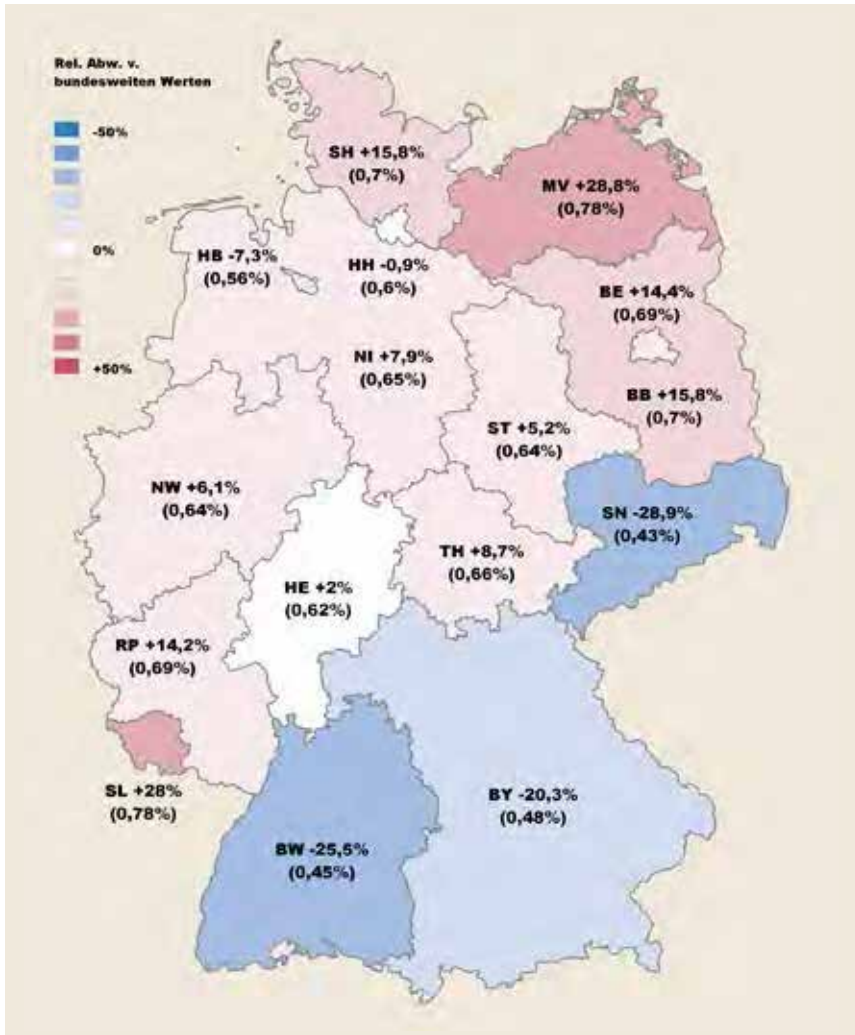 Rel. Abw. v.
bundesweiten Werten
-50%
0%
+50%
SH +15,8%
(0,7%)
MV +28,8%
(0,78%)
HB -7,3%
(0,56%)
HH -0,9%
(0,6%)
BE +14,4%
(0,69%)
NI +7,9%
(0,65%)
BB +15,8%
(0,7%)
ST +5,2%
(0,64%)
NW +6,1%
(0,64%)
SN -28,9%
(0,43%)
TH +8,7%
(0,66%)
HE +2%
(0,62%)
RP +14,2%
(0,69%)
SL +28%
(0,78%)
BY -20,3%
(0,48%)
BW -25,5%
(0,45%)